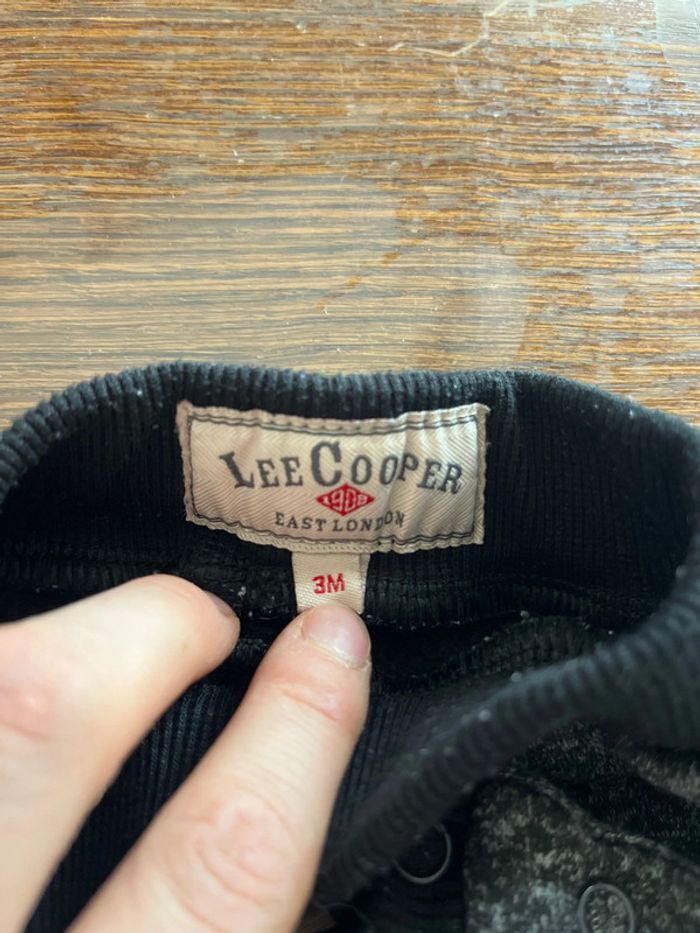 LEE COOPER
1908
EAST LONDON
3M